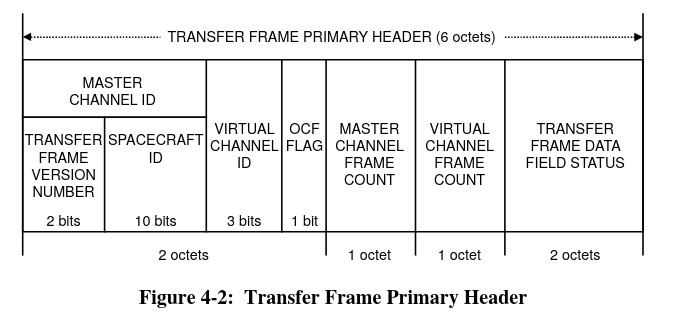 TRANSFER FRAME PRIMARY HEADER (6 octets)
MASTER
CHANNEL ID
TRANSFER
FRAME
VERSION
NUMBER
2 bits
SPACECRAFT
ID
10 bits
VIRTUAL
CHANNEL
ID
3 bits
OCF
FLAG
1 bit
MASTER
CHANNEL
FRAME
COUNT
VIRTUAL
CHANNEL
FRAME
COUNT
TRANSFER
FRAME DATA
FIELD STATUS
2 octets
1 octet
1 octet
2 octets
Figure 4-2: Transfer Frame Primary Header